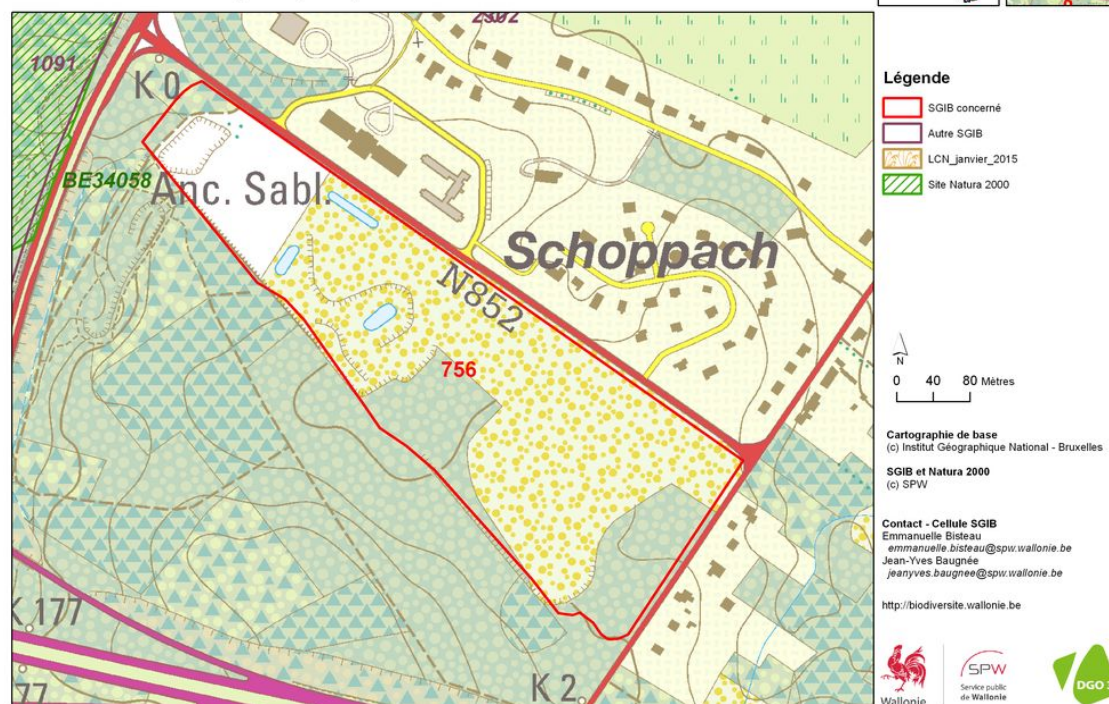 1091
K 0
BE34058
Anc. Sabl.
Schoppach
N852
756
K.177
77
K 2
Légende
SGIB concerné
Autre SGIB
LCN_janvier_2015
Site Natura 2000
N
0 40 80 Mètres
Cartographie de base
(c) Institut Géographique National - Bruxelles
SGIB et Natura 2000
(c) SPW
Contact - Cellule SGIB
Emmanuelle Bisteau
emmanuelle.bisteau@spw.wallonie.be
Jean-Yves Baugnée
jeanyves.baugnee@spw.wallonie.be
http://biodiversite.wallonie.be
Wallonie
SPW
Service public
de Wallonie
DGO 3